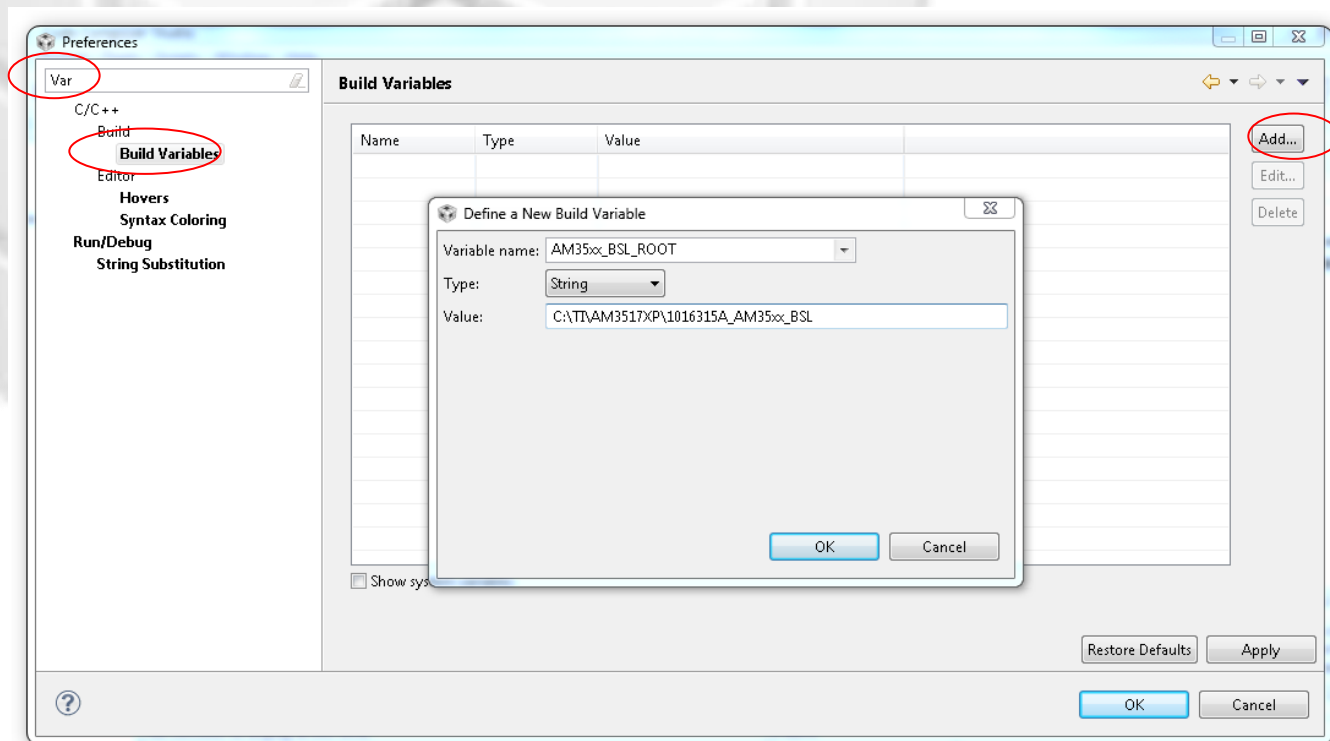 Preferences
Var
C/C++
Build
Build Variables
Editor
Hovers
Syntax Coloring
Run/Debug
String Substitution
Build Variables
Name Type Value
Add...
Edit...
Delete
Define a New Build Variable
Variable name: AM35xx_BSL_ROOT
Type: String
Value: C:\TI\AM3517XP\1016315A_AM35xx_BSL
OK Cancel
Show sys
Restore Defaults Apply
? OK Cancel